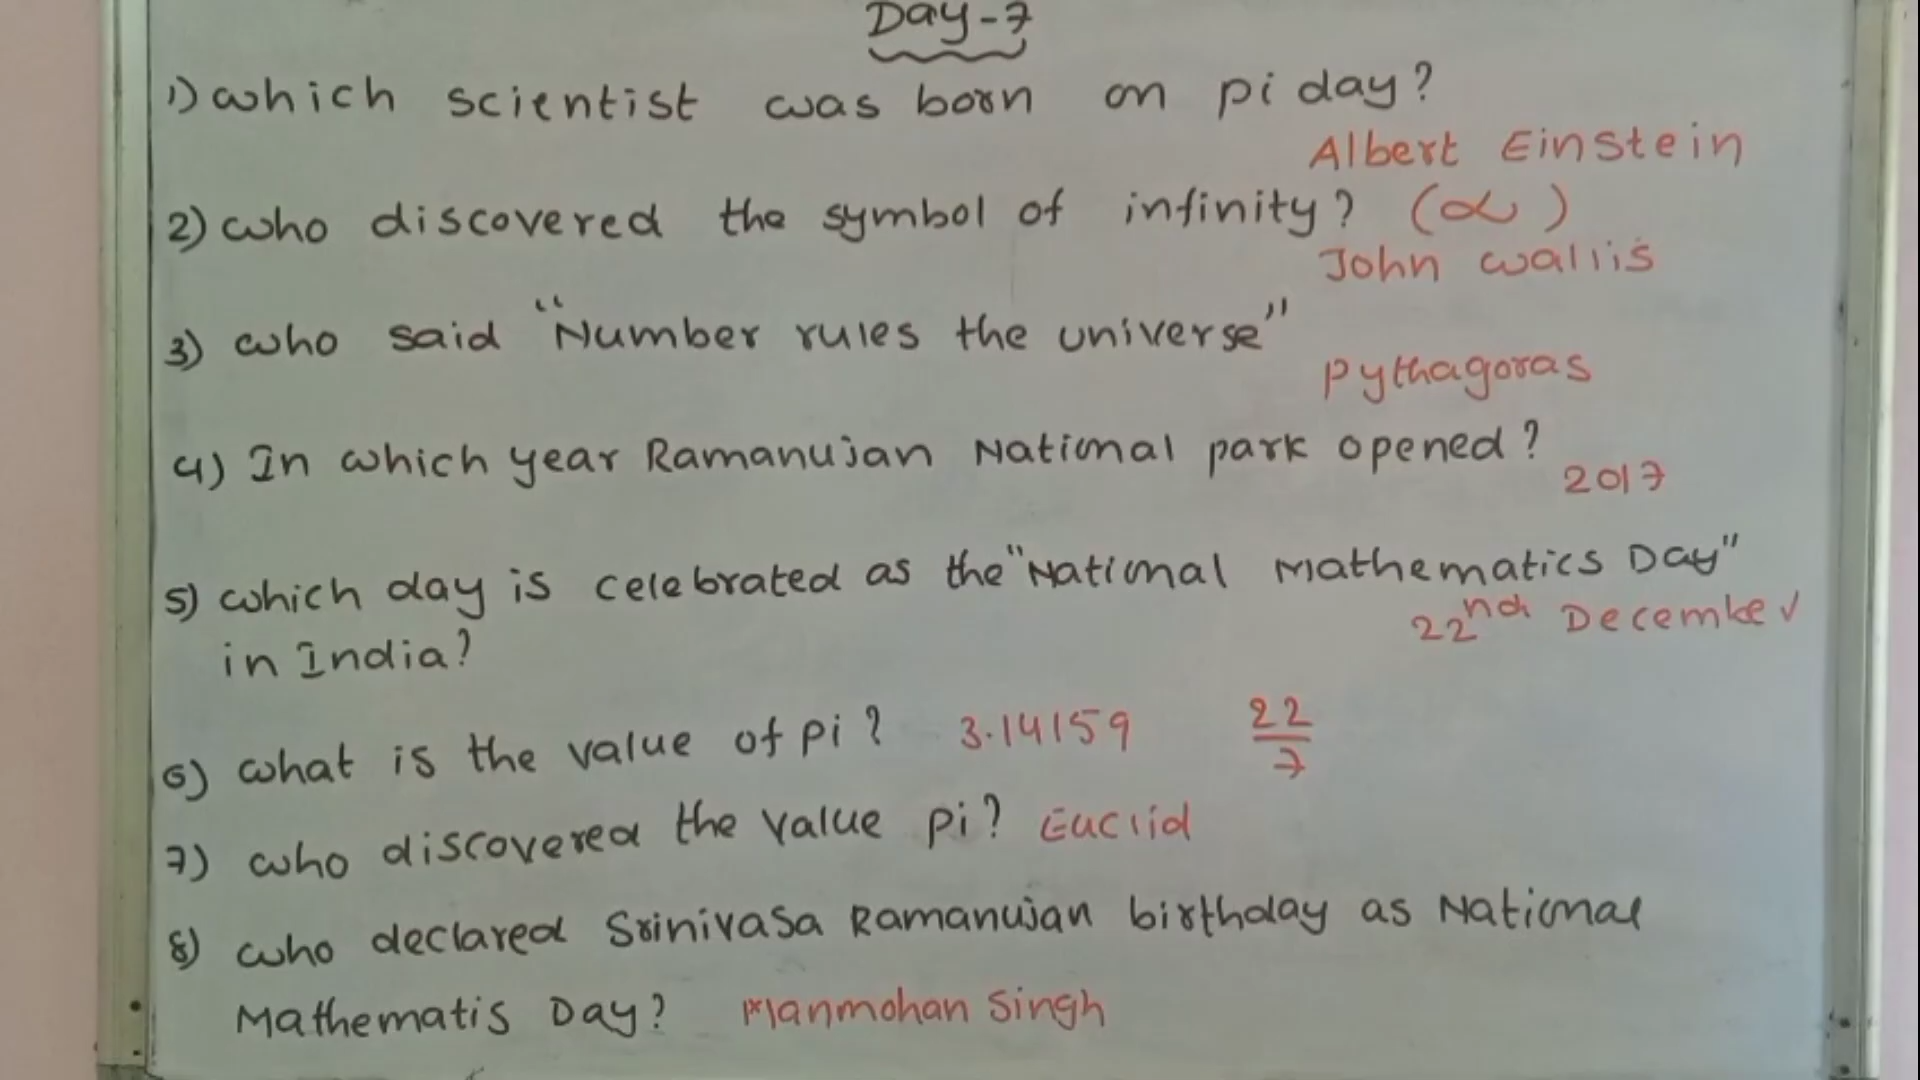 Day-7
1) which scientist was born on pi day?
Albert Einstein
2) who discovered the symbol of infinity? (∝)
John wallis
3) who said "Number rules the universe"
pythagoras
4) In which year Ramanujan National park opened?
2017
5) which day is celebrated as the "National Mathematics Day"
22nd December
in India?
6) what is the value of pi? 3.14159 22/7
7) who discovered the value pi? Euclid
8) who declared Srinivasa Ramanujan birthday as National
Mathematis Day? Manmohan Singh